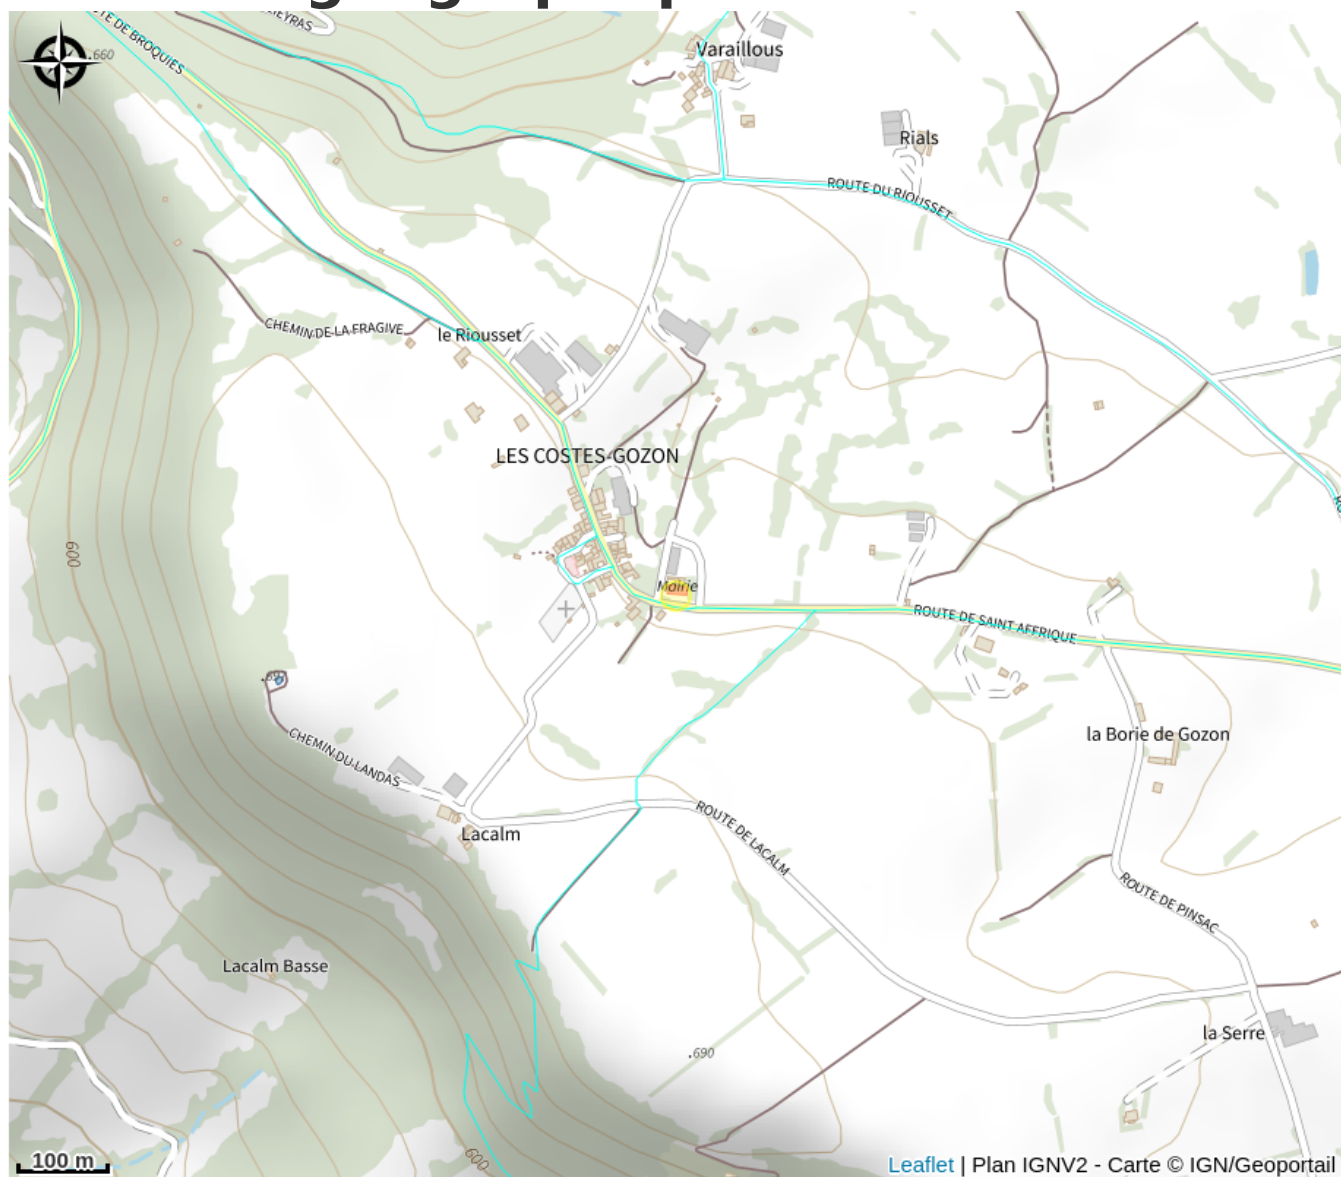 Varaillous
.660
Rials
ROUTE DU RIOUSSET
le Riousset
CHEMIN DE LA FRAGIVE
LES COSTES-GOZON
600
Mairie
ROUTE DE SAINT AFFRIQUE
CHEMIN DU LANDAS
la Borie de Gozon
Lacalm
ROUTE DE LACALM
ROUTE DE PINSAC
Lacalm Basse
la Serre
.690
600
100 m
Leaflet | Plan IGNV2 - Carte © IGN/Geoportail